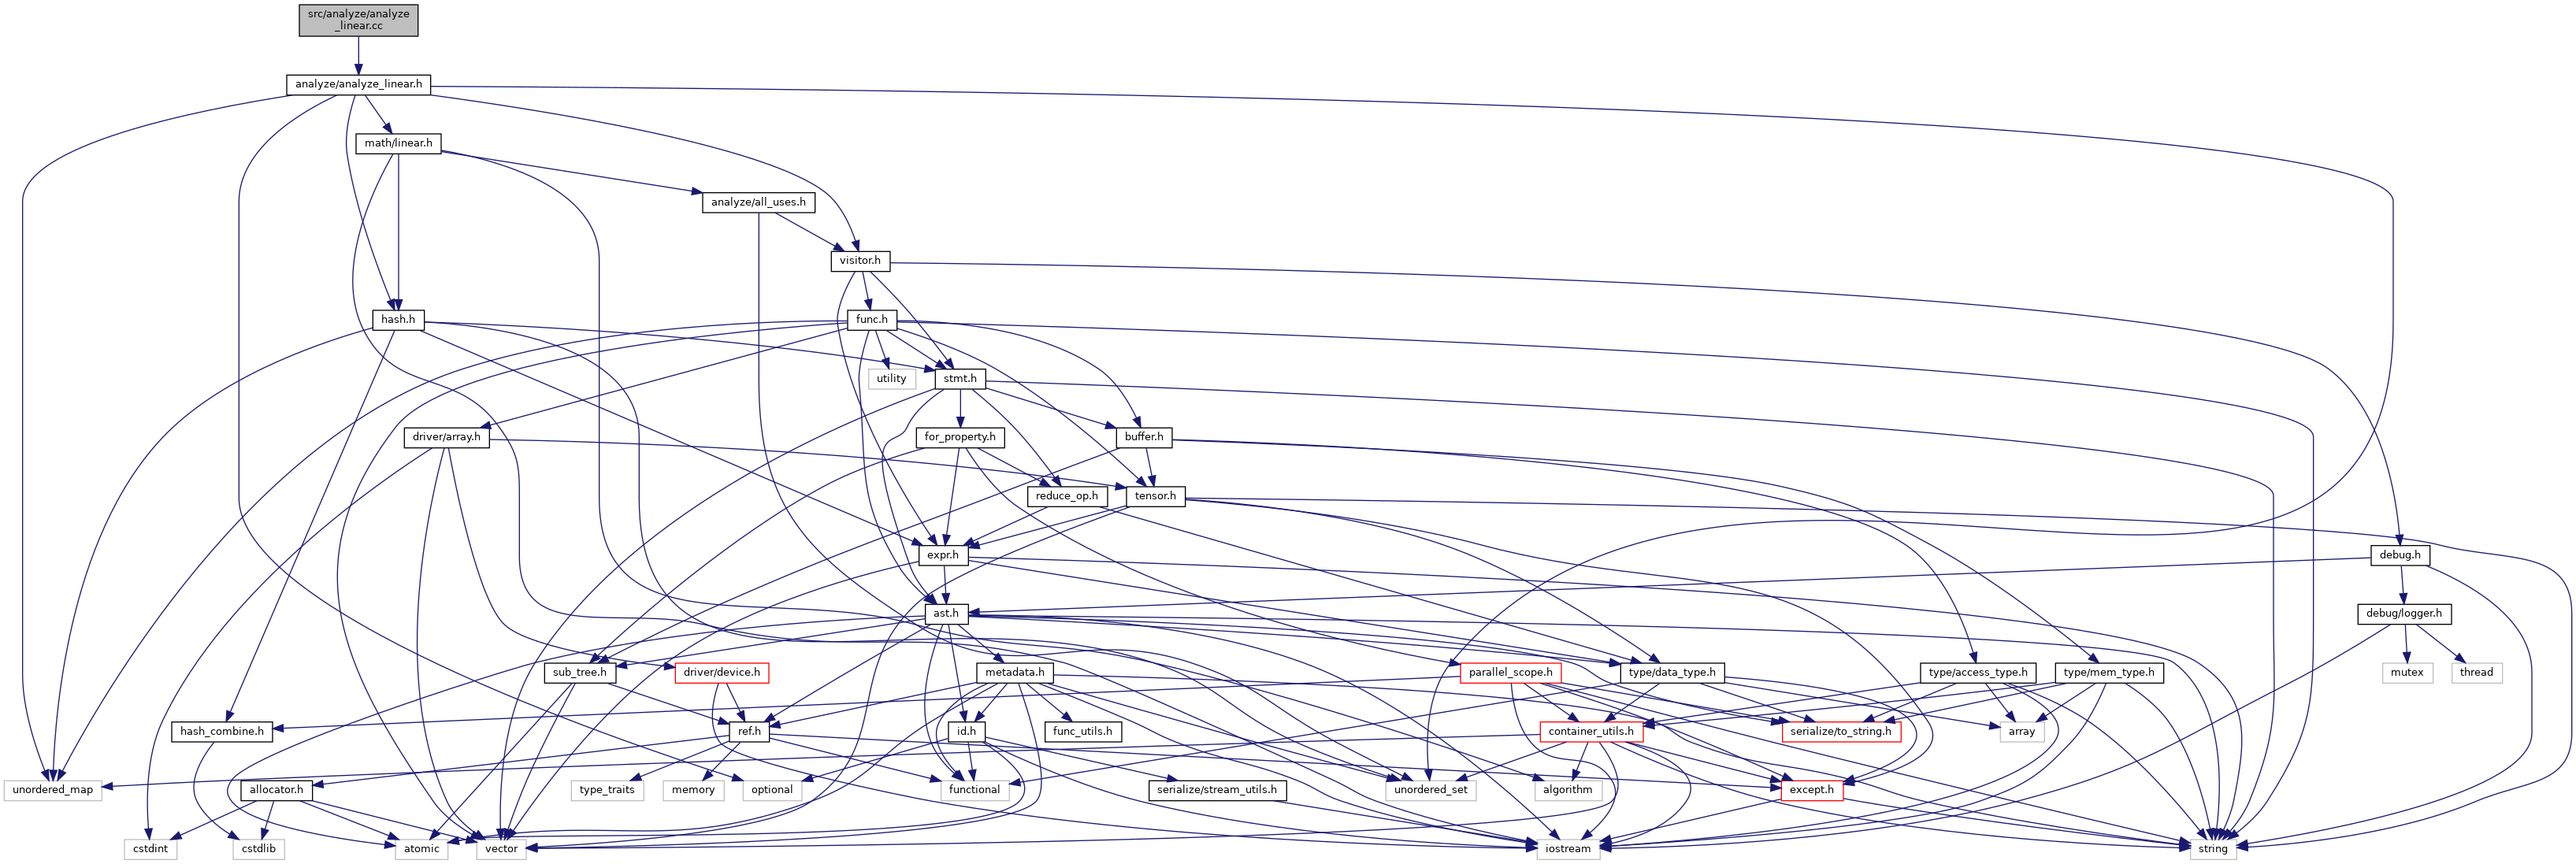 src/analyze/analyze
_linear.cc
analyze/analyze_linear.h
math/linear.h
analyze/all_uses.h
visitor.h
hash.h
func.h
utility
stmt.h
driver/array.h
for_property.h
buffer.h
reduce_op.h
tensor.h
expr.h
debug.h
ast.h
debug/logger.h
sub_tree.h
driver/device.h
metadata.h
parallel_scope.h
type/data_type.h
type/access_type.h
type/mem_type.h
mutex
thread
hash_combine.h
ref.h
id.h
func_utils.h
container_utils.h
serialize/to_string.h
array
unordered_map
allocator.h
type_traits
memory
optional
functional
serialize/stream_utils.h
unordered_set
algorithm
except.h
cstdint
cstdlib
atomic
vector
iostream
string